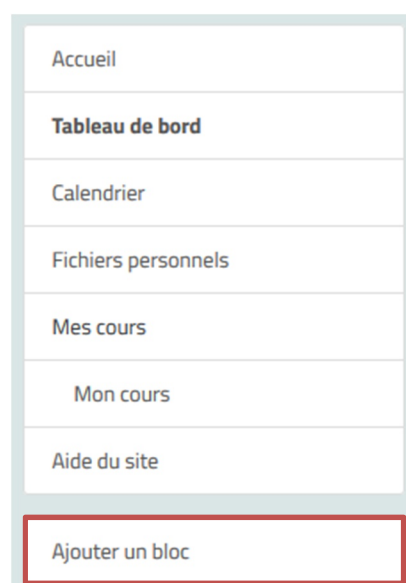 Accueil
Tableau de bord
Calendrier
Fichiers personnels
Mes cours
Mon cours
Aide du site
Ajouter un bloc